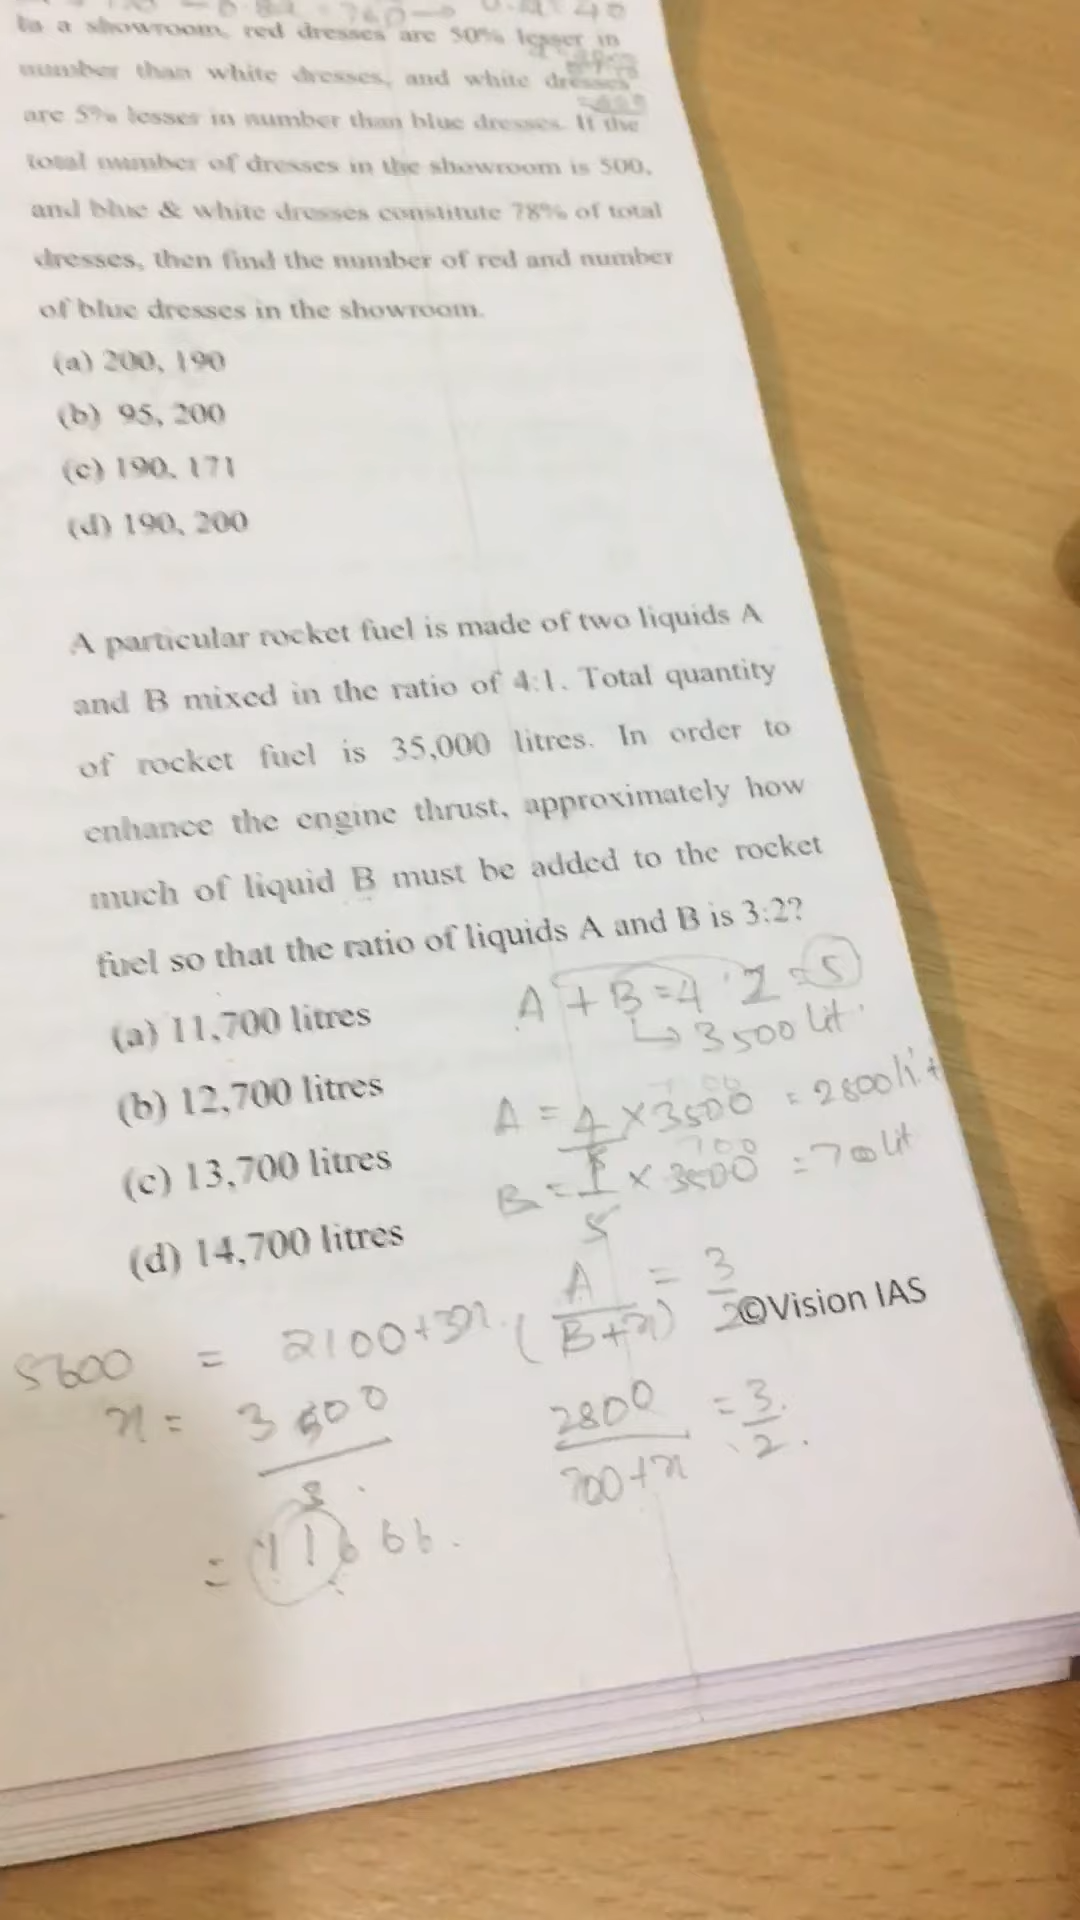 In a showroom, red dresses are 50% lesser in
number than white dresses, and white dresses
are 5% lesser in number than blue dresses. If the
total number of dresses in the showroom is 500,
and blue & white dresses constitute 78% of total
dresses, then find the number of red and number
of blue dresses in the showroom.
(a) 200, 190
(b) 95, 200
(c) 190, 171
(d) 190, 200
A particular rocket fuel is made of two liquids A
and B mixed in the ratio of 4:1. Total quantity
of rocket fuel is 35,000 litres. In order to
enhance the engine thrust, approximately how
much of liquid B must be added to the rocket
fuel so that the ratio of liquids A and B is 3:2?
(a) 11,700 litres
(b) 12,700 litres
(c) 13,700 litres
(d) 14,700 litres
A + B = 4 : 1 = 5
↳ 3500 lit.
A = 4/5 × 3500 = 2800 lit
700
B = 1/5 × 3500 = 700 lit
A/(B+x) = 3/2
©Vision IAS
5600 = 2100 + 3x
2800/(700+x) = 3/2
x = 3500/3
= 11666.